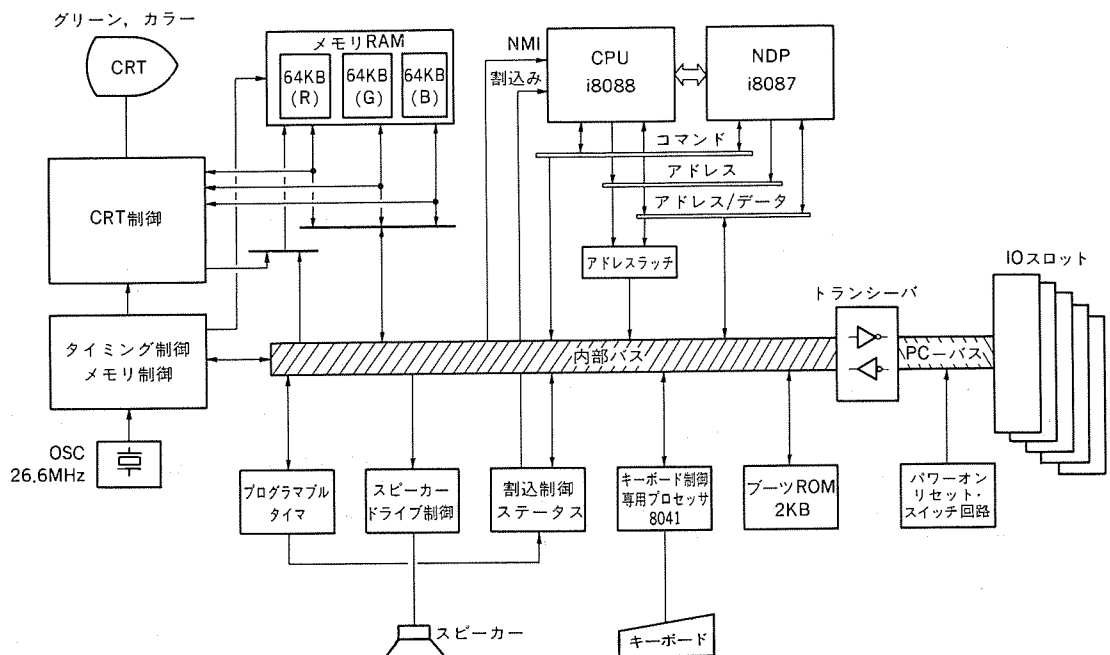 グリーン，カラー
CRT
メモリRAM
64KB
(R)
64KB
(G)
64KB
(B)
NMI
割込み
CPU
i8088
NDP
i8087
コマンド
アドレス
アドレス/データ
アドレスラッチ
CRT制御
タイミング制御
メモリ制御
OSC
26.6MHz
内部バス
トランシーバ
PCーバス
IOスロット
プログラマブル
タイマ
スピーカー
ドライブ制御
割込制御
ステータス
キーボード制御
専用プロセッサ
8041
ブーツROM
2KB
パワーオン
リセット・
スイッチ回路
スピーカー
キーボード